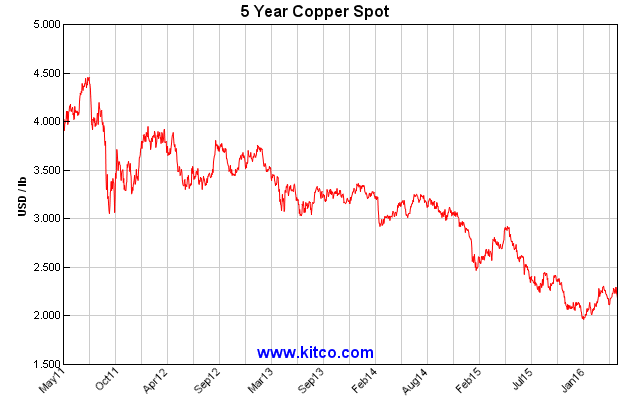 5 Year Copper Spot
5.000
4.500
4.000
3.500
3.000
2.500
2.000
1.500
USD / lb
May11
Oct11
Apr12
Sep12
Mar13
Sep13
Feb14
Aug14
Feb15
Jul15
Jan16
www.kitco.com